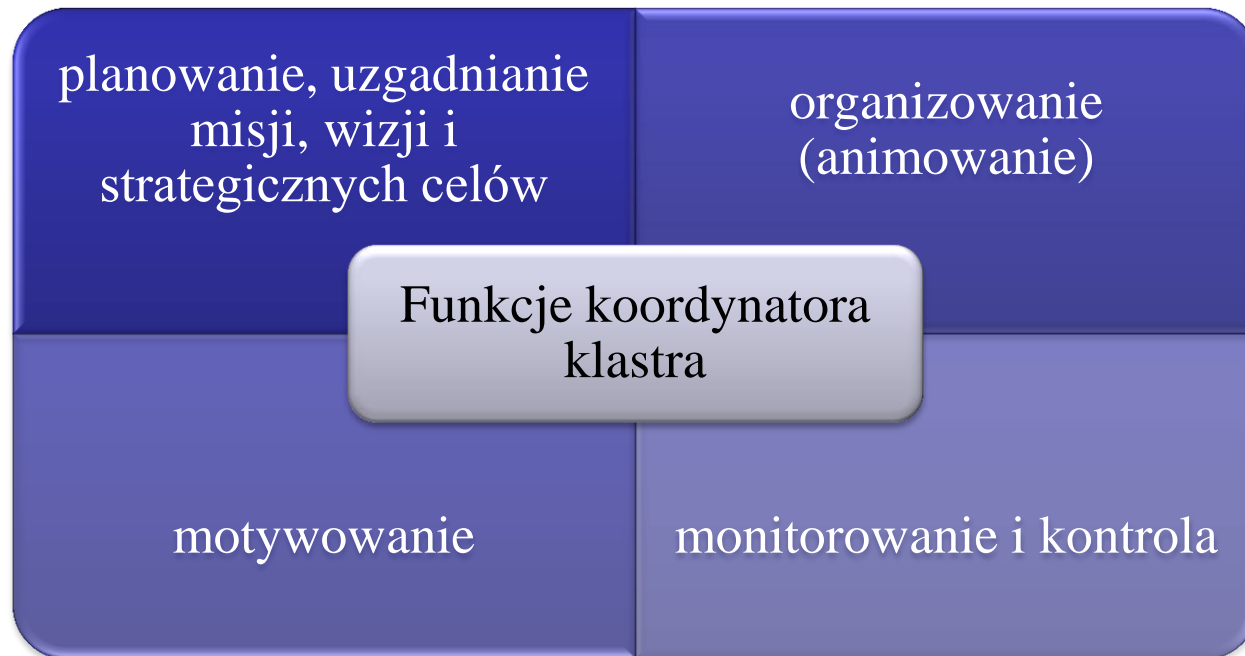 planowanie, uzgadnianie
misji, wizji i
strategicznych celów
organizowanie
(animowanie)
Funkcje koordynatora
klastra
motywowanie
monitorowanie i kontrola